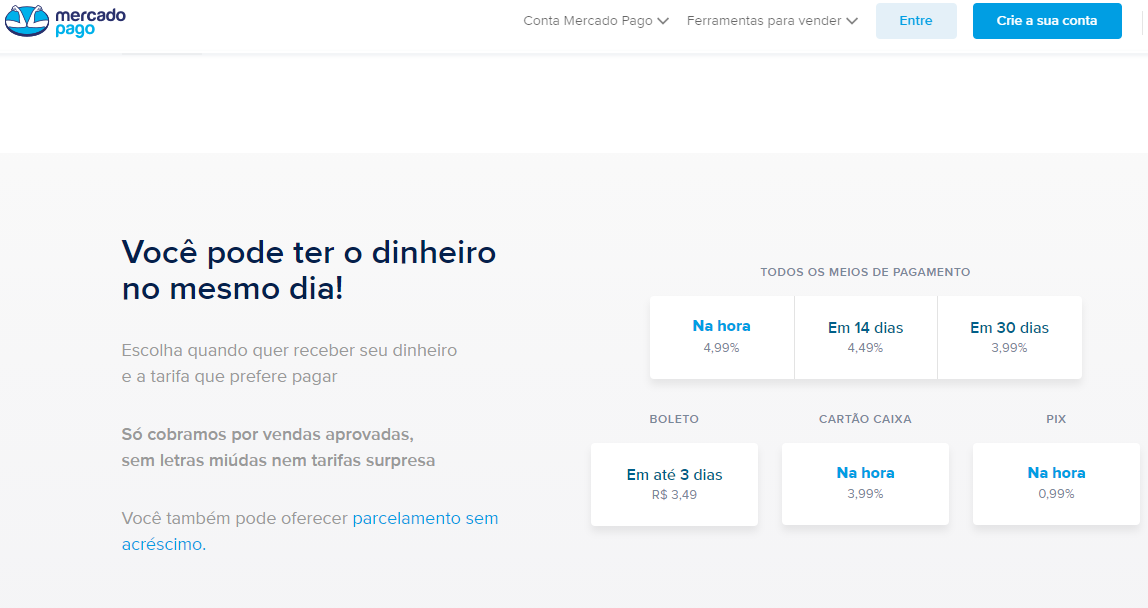 mercado
pago
Conta Mercado Pago
Ferramentas para vender
Entre
Crie a sua conta
Você pode ter o dinheiro
no mesmo dia!
Escolha quando quer receber seu dinheiro
e a tarifa que prefere pagar
Só cobramos por vendas aprovadas,
sem letras miúdas nem tarifas surpresa
Você também pode oferecer parcelamento sem
acréscimo.
TODOS OS MEIOS DE PAGAMENTO
Na hora
4,99%
Em 14 dias
4,49%
Em 30 dias
3,99%
BOLETO
Em até 3 dias
R$ 3,49
CARTÃO CAIXA
Na hora
3,99%
PIX
Na hora
0,99%